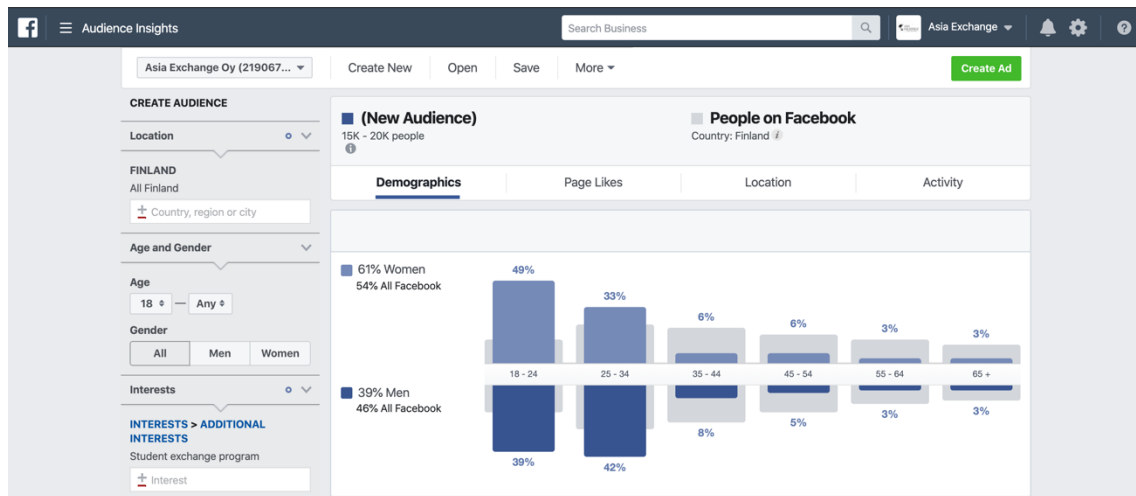 Audience Insights
Search Business
Asia Exchange
Asia Exchange Oy (219067...
Create New
Open
Save
More
Create Ad
CREATE AUDIENCE
Location
FINLAND
All Finland
Country, region or city
Age and Gender
Age
18 — Any
Gender
All Men Women
Interests
INTERESTS > ADDITIONAL
INTERESTS
Student exchange program
Interest
(New Audience)
15K - 20K people
People on Facebook
Country: Finland
Demographics
Page Likes
Location
Activity
61% Women
54% All Facebook
49%
33%
6%
6%
3%
3%
18 - 24
25 - 34
35 - 44
45 - 54
55 - 64
65 +
39% Men
46% All Facebook
39%
42%
8%
5%
3%
3%